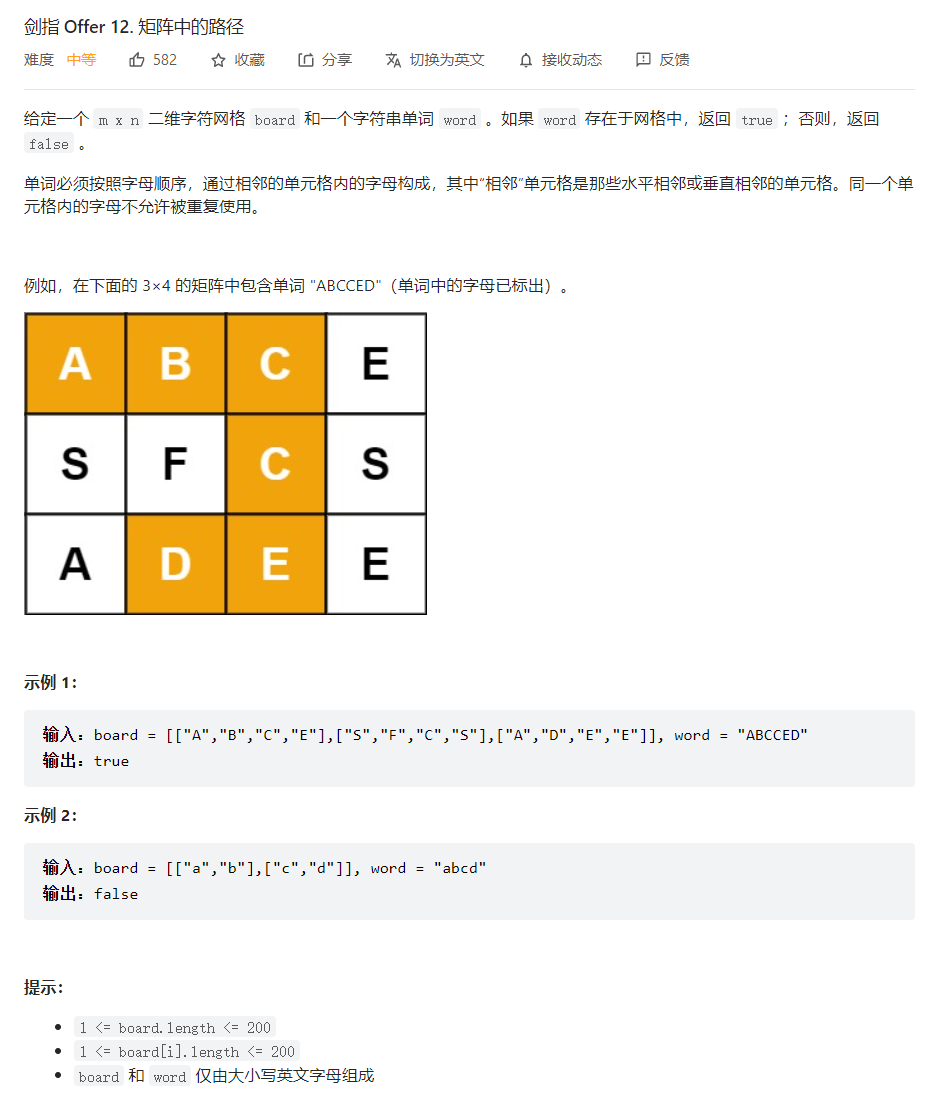 剑指 Offer 12. 矩阵中的路径
难度 中等 582 收藏 分享 切换为英文 接收动态 反馈
给定一个 m x n 二维字符网格 board 和一个字符串单词 word 。如果 word 存在于网格中，返回 true ；否则，返回
false 。
单词必须按照字母顺序，通过相邻的单元格内的字母构成，其中“相邻”单元格是那些水平相邻或垂直相邻的单元格。同一个单
元格内的字母不允许被重复使用。
例如，在下面的 3×4 的矩阵中包含单词 "ABCCED"（单词中的字母已标出）。
A B C E
S F C S
A D E E
示例 1：
输入：board = [["A","B","C","E"],["S","F","C","S"],["A","D","E","E"]], word = "ABCCED"
输出：true
示例 2：
输入：board = [["a","b"],["c","d"]], word = "abcd"
输出：false
提示：
• 1 <= board.length <= 200
• 1 <= board[i].length <= 200
• board 和 word 仅由大小写英文字母组成